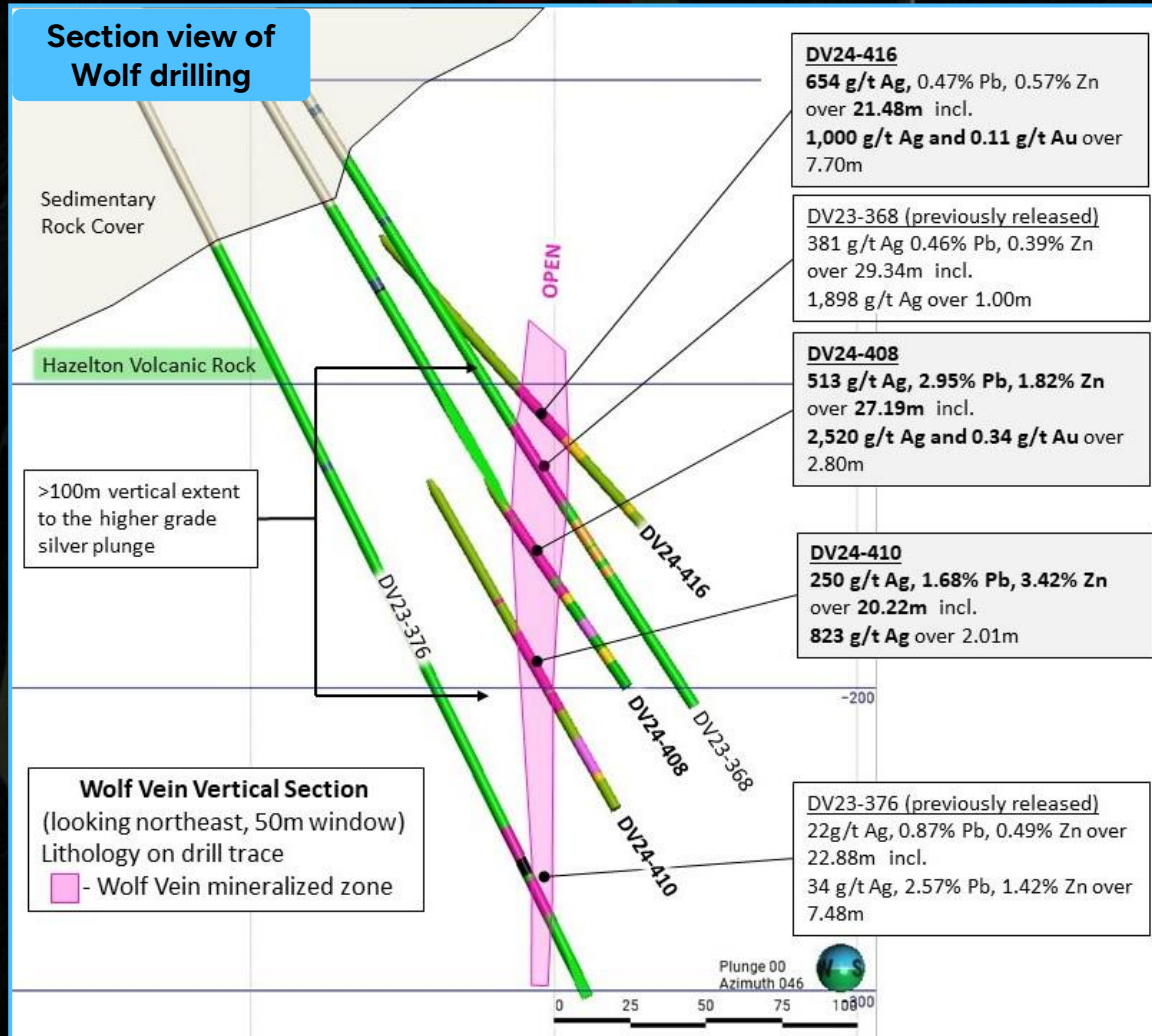 Section view of
Wolf drilling
Sedimentary
Rock Cover
Hazelton Volcanic Rock
OPEN
>100m vertical extent
to the higher grade
silver plunge
DV24-416
654 g/t Ag, 0.47% Pb, 0.57% Zn
over 21.48m incl.
1,000 g/t Ag and 0.11 g/t Au over
7.70m
DV23-368 (previously released)
381 g/t Ag 0.46% Pb, 0.39% Zn
over 29.34m incl.
1,898 g/t Ag over 1.00m
DV24-408
513 g/t Ag, 2.95% Pb, 1.82% Zn
over 27.19m incl.
2,520 g/t Ag and 0.34 g/t Au over
2.80m
DV24-410
250 g/t Ag, 1.68% Pb, 3.42% Zn
over 20.22m incl.
823 g/t Ag over 2.01m
DV23-376 (previously released)
22g/t Ag, 0.87% Pb, 0.49% Zn over
22.88m incl.
34 g/t Ag, 2.57% Pb, 1.42% Zn over
7.48m
DV24-416
DV23-376
DV23-368
DV24-408
DV24-410
-200
Wolf Vein Vertical Section
(looking northeast, 50m window)
Lithology on drill trace
- Wolf Vein mineralized zone
Plunge 00
Azimuth 046
W S
0 25 50 75 100
-300